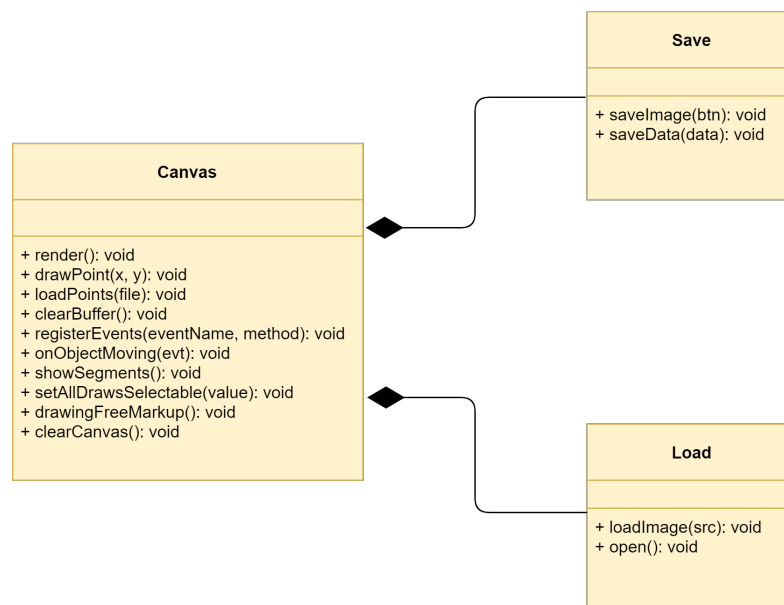 Save
+ saveImage(btn): void
+ saveData(data): void
Canvas
+ render(): void
+ drawPoint(x, y): void
+ loadPoints(file): void
+ clearBuffer(): void
+ registerEvents(eventName, method): void
+ onObjectMoving(evt): void
+ showSegments(): void
+ setAllDrawsSelectable(value): void
+ drawingFreeMarkup(): void
+ clearCanvas(): void
Load
+ loadImage(src): void
+ open(): void